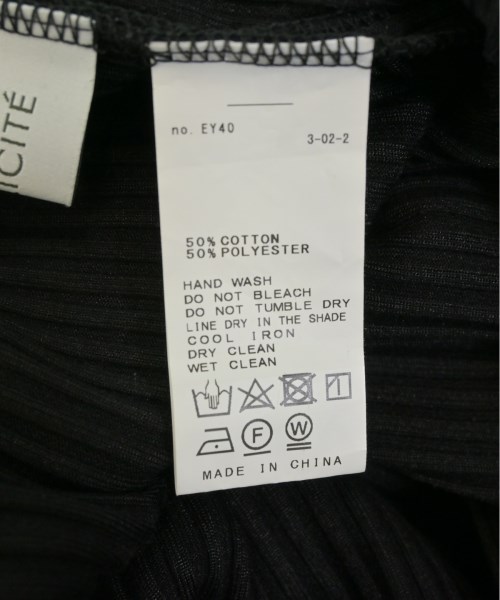 ICITÉ
no. EY40
3-02-2
50% COTTON
50% POLYESTER
HAND WASH
DO NOT BLEACH
DO NOT TUMBLE DRY
LINE DRY IN THE SHADE
COOL IRON
DRY CLEAN
WET CLEAN
F W
MADE IN CHINA